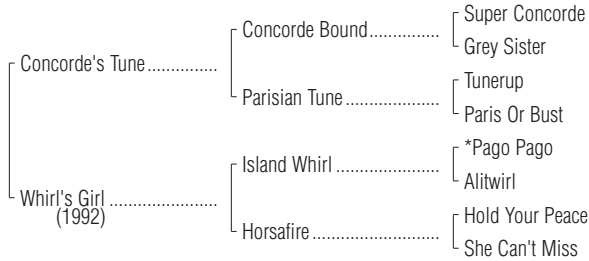 Super Concorde
Concorde Bound...............
Grey Sister
Concorde's Tune...............
Tunerup
Parisian Tune ....................
Paris Or Bust
*Pago Pago
Island Whirl ......................
Alitwirl
Whirl's Girl .......................
(1992)
Hold Your Peace
Horsafire...........................
She Can't Miss